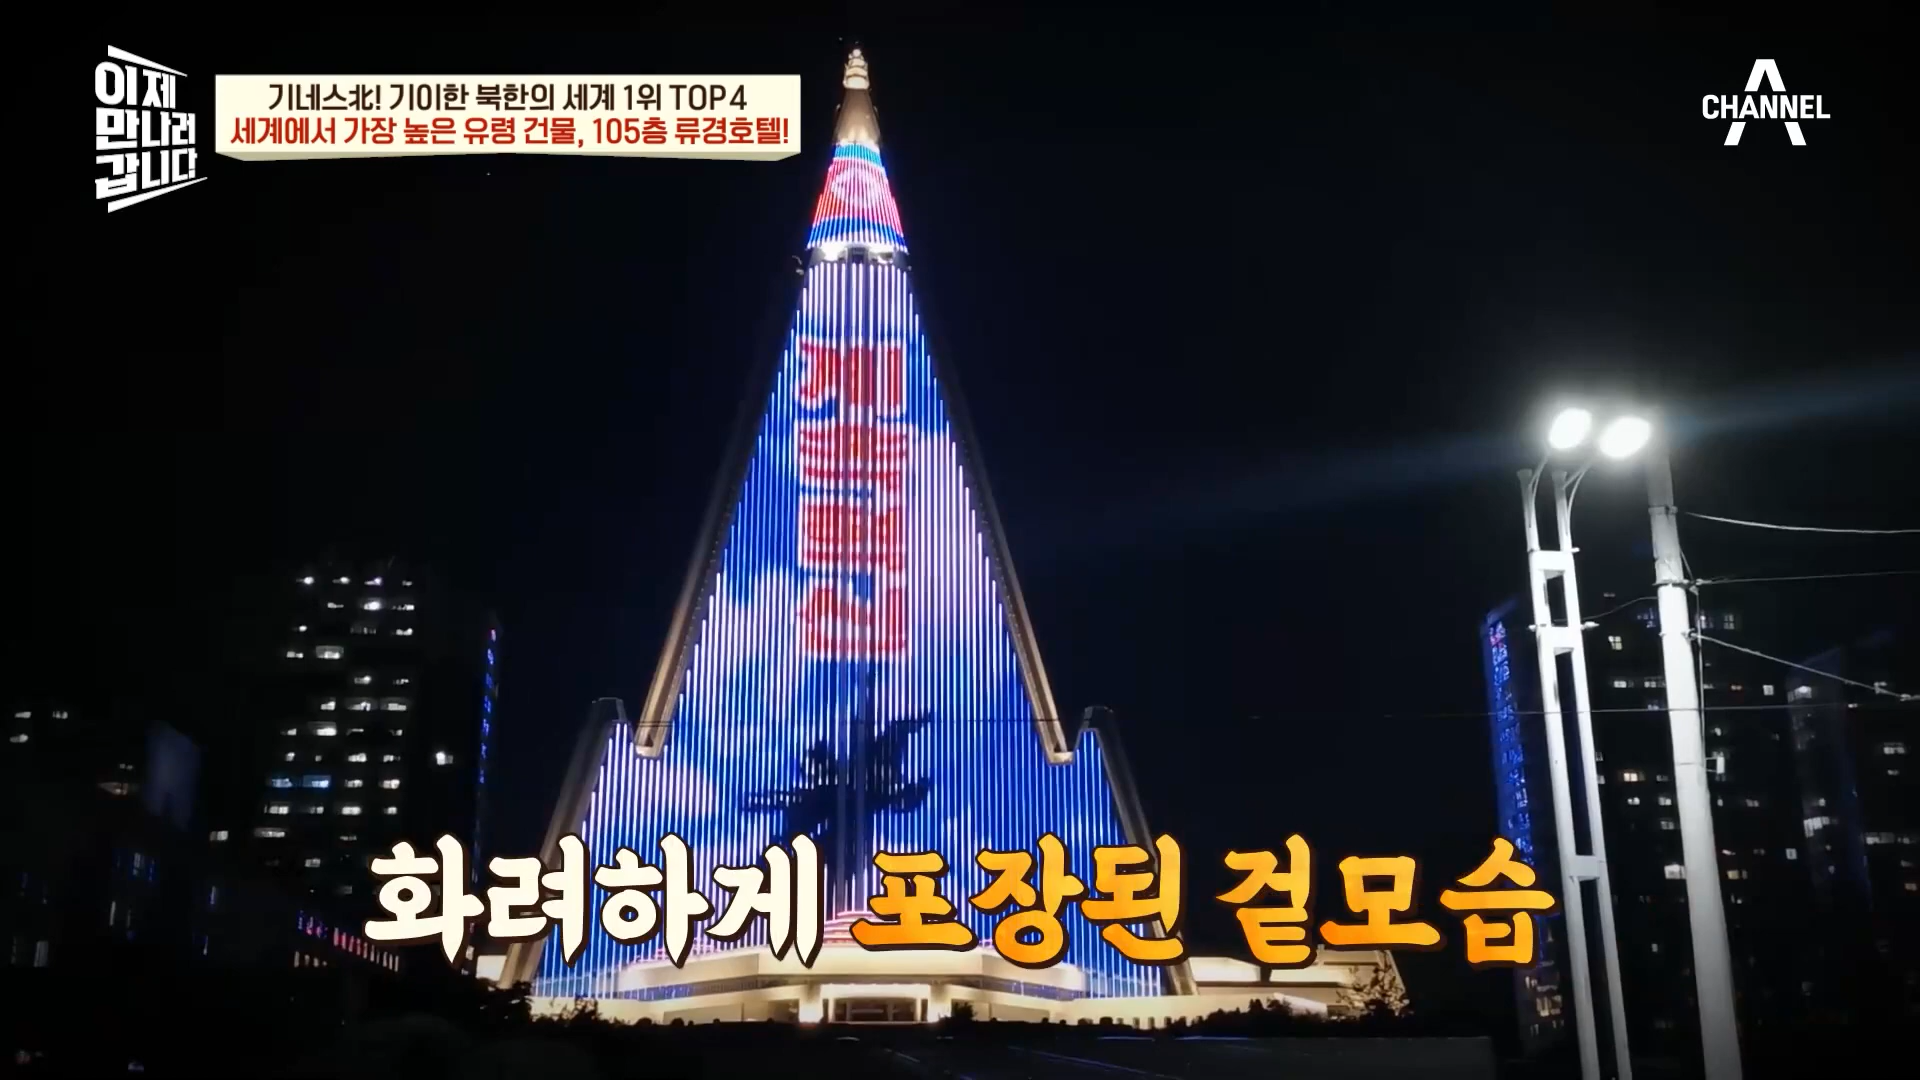 이제
만나러
갑니다
기네스北! 기이한 북한의 세계 1위 TOP4
세계에서 가장 높은 유령 건물, 105층 류경호텔!
CHANNEL A
화려하게 포장된 겉모습